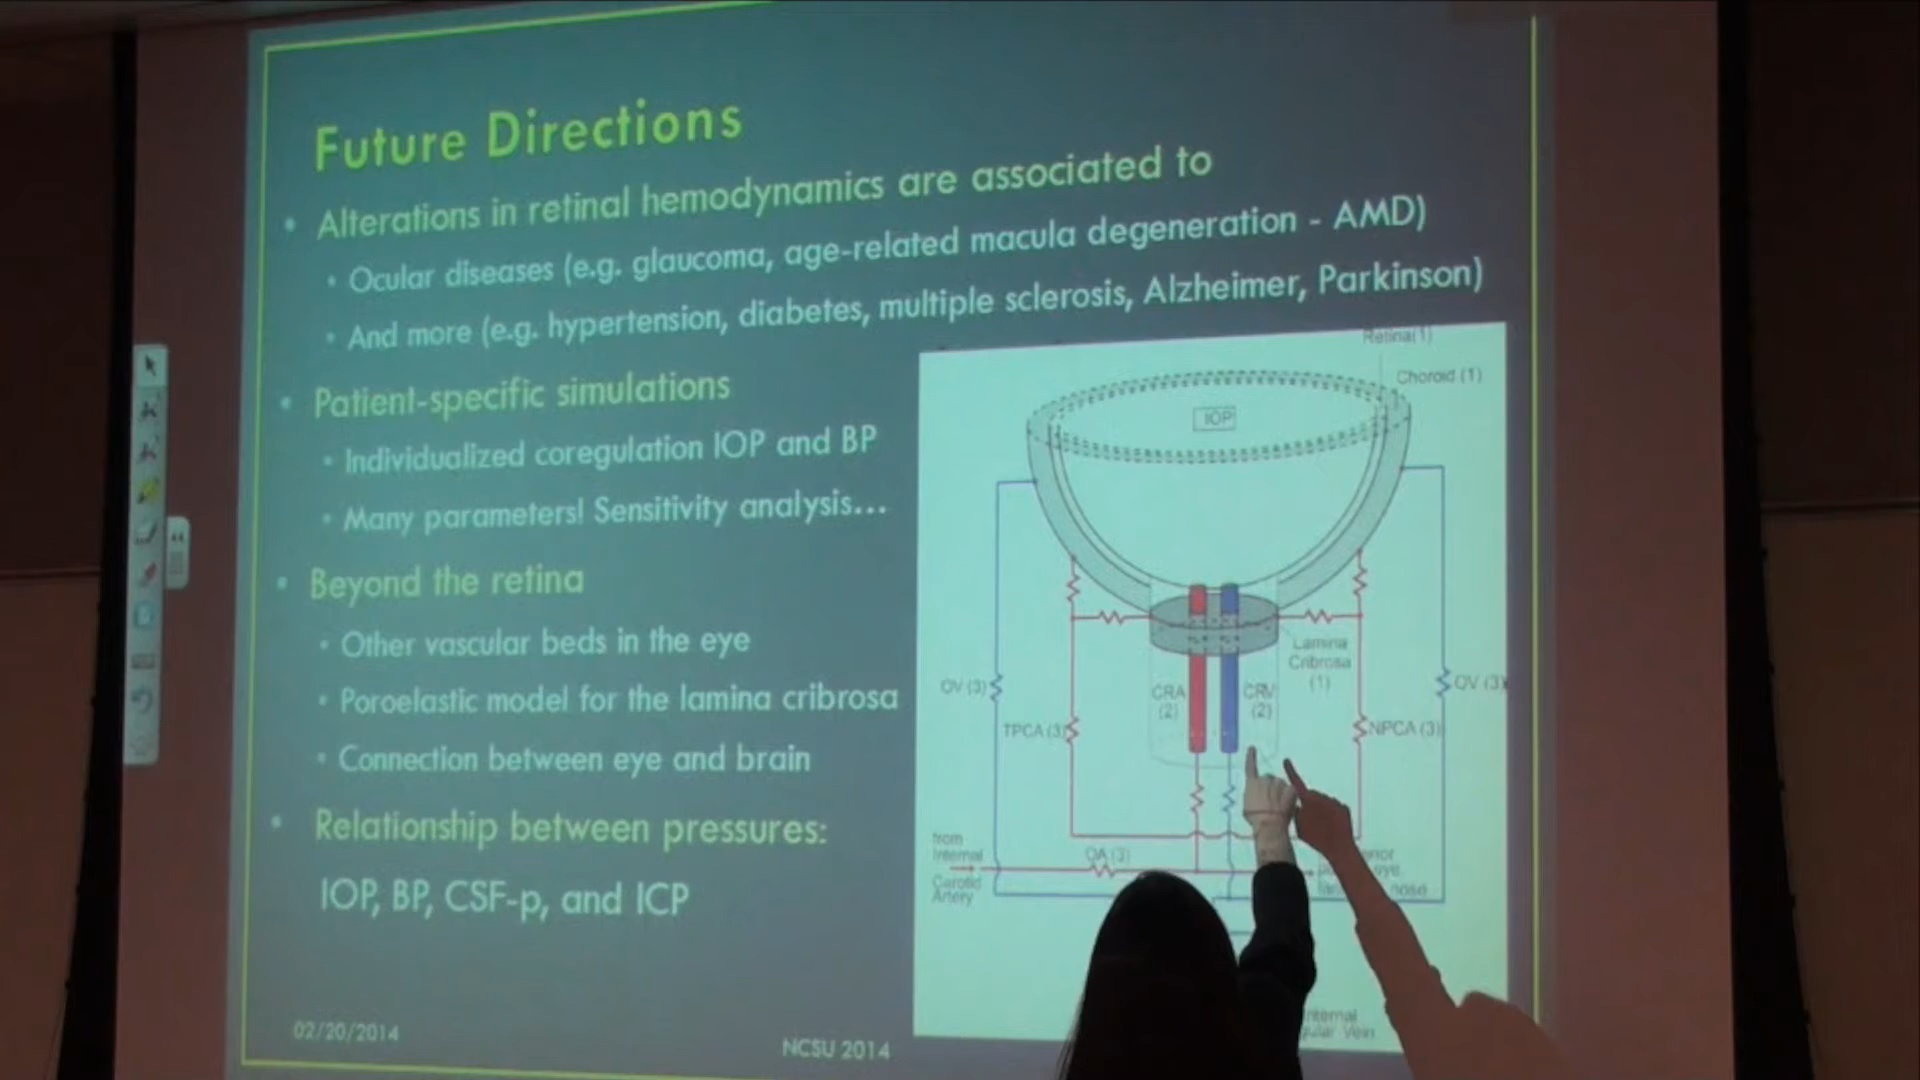 Future Directions
• Alterations in retinal hemodynamics are associated to
• Ocular diseases (e.g. glaucoma, age-related macula degeneration - AMD)
• And more (e.g. hypertension, diabetes, multiple sclerosis, Alzheimer, Parkinson)
• Patient-specific simulations
• Individualized coregulation IOP and BP
• Many parameters! Sensitivity analysis...
• Beyond the retina
• Other vascular beds in the eye
• Poroelastic model for the lamina cribrosa
• Connection between eye and brain
• Relationship between pressures:
IOP, BP, CSF-p, and ICP
02/20/2014
NCSU 2014
Retina(1)
Choroid (1)
IOP
Lamina
Cribrosa
(1)
OV (3)
CRA
(2)
CRV
(2)
OV (3)
TPCA (3)
NPCA (3)
from
Internal
Carotid
Artery
OA (3)
eye
nose
Vein